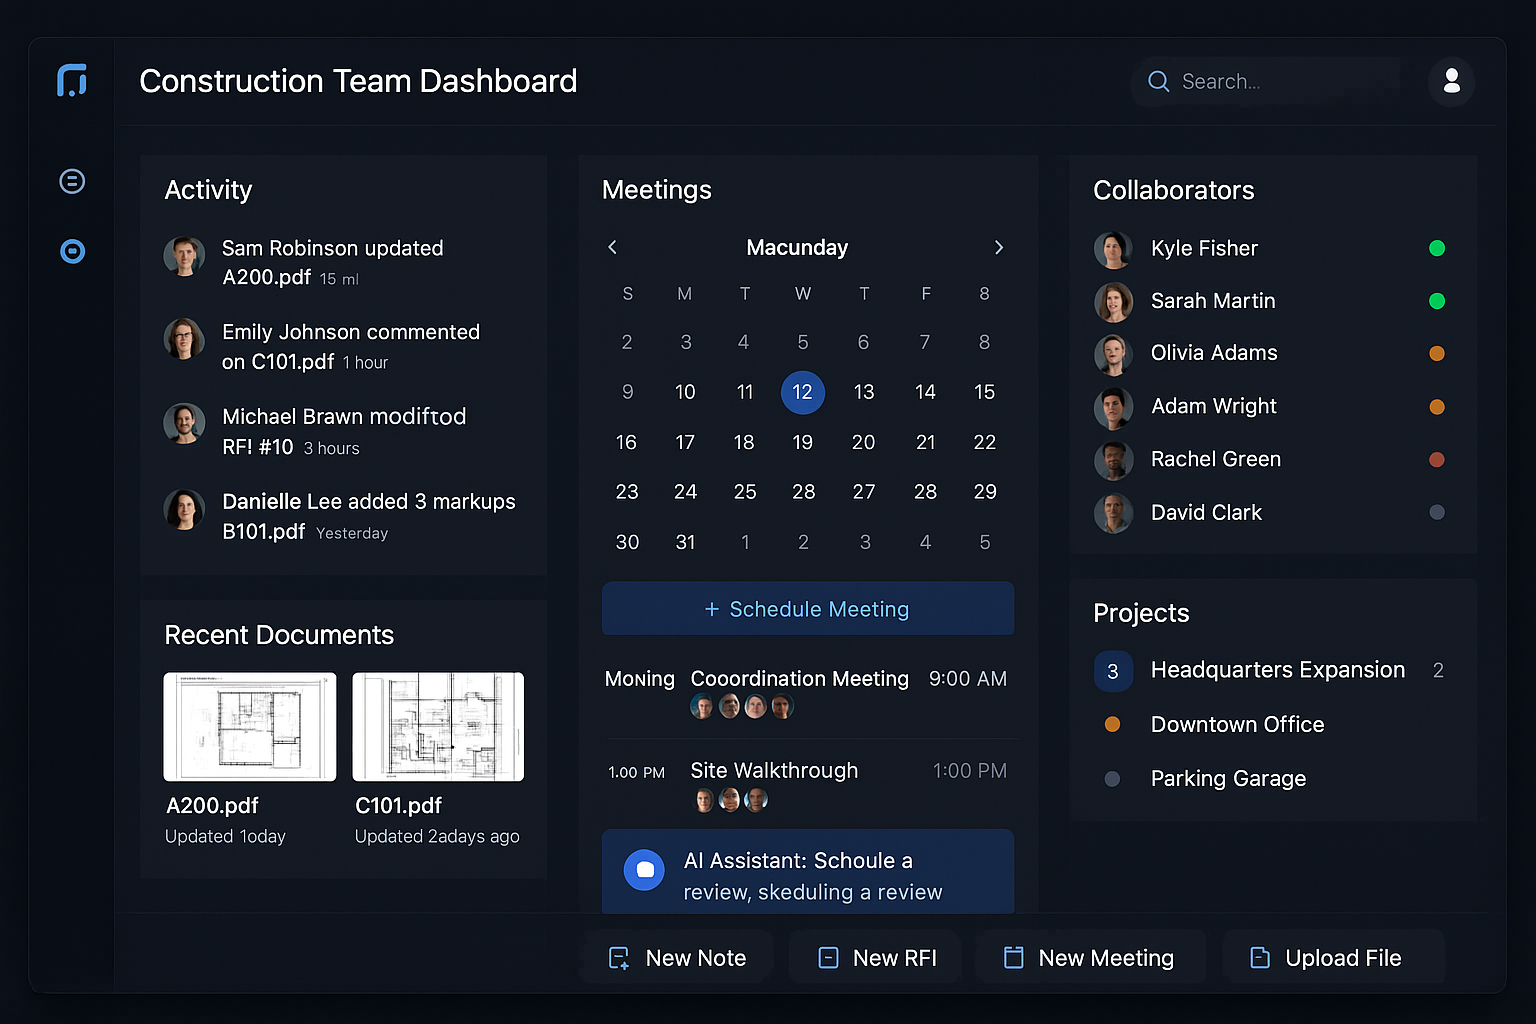 Construction Team Dashboard
Search...
Activity
Sam Robinson updated
A200.pdf 15 ml
Emily Johnson commented
on C101.pdf 1 hour
Michael Brawn modiftod
RF! #10 3 hours
Danielle Lee added 3 markups
B101.pdf Yesterday
Recent Documents
A200.pdf
Updated 1oday
C101.pdf
Updated 2adays ago
Meetings
Macunday
S M T W T F 8
2 3 4 5 6 7 8
9 10 11 12 13 14 15
16 17 18 19 20 21 22
23 24 25 28 27 28 29
30 31 1 2 3 4 5
+ Schedule Meeting
Moning Cooordination Meeting 9:00 AM
1.00 PM Site Walkthrough 1:00 PM
AI Assistant: Schoule a
review, skeduling a review
Collaborators
Kyle Fisher
Sarah Martin
Olivia Adams
Adam Wright
Rachel Green
David Clark
Projects
3 Headquarters Expansion 2
Downtown Office
Parking Garage
New Note
New RFI
New Meeting
Upload File